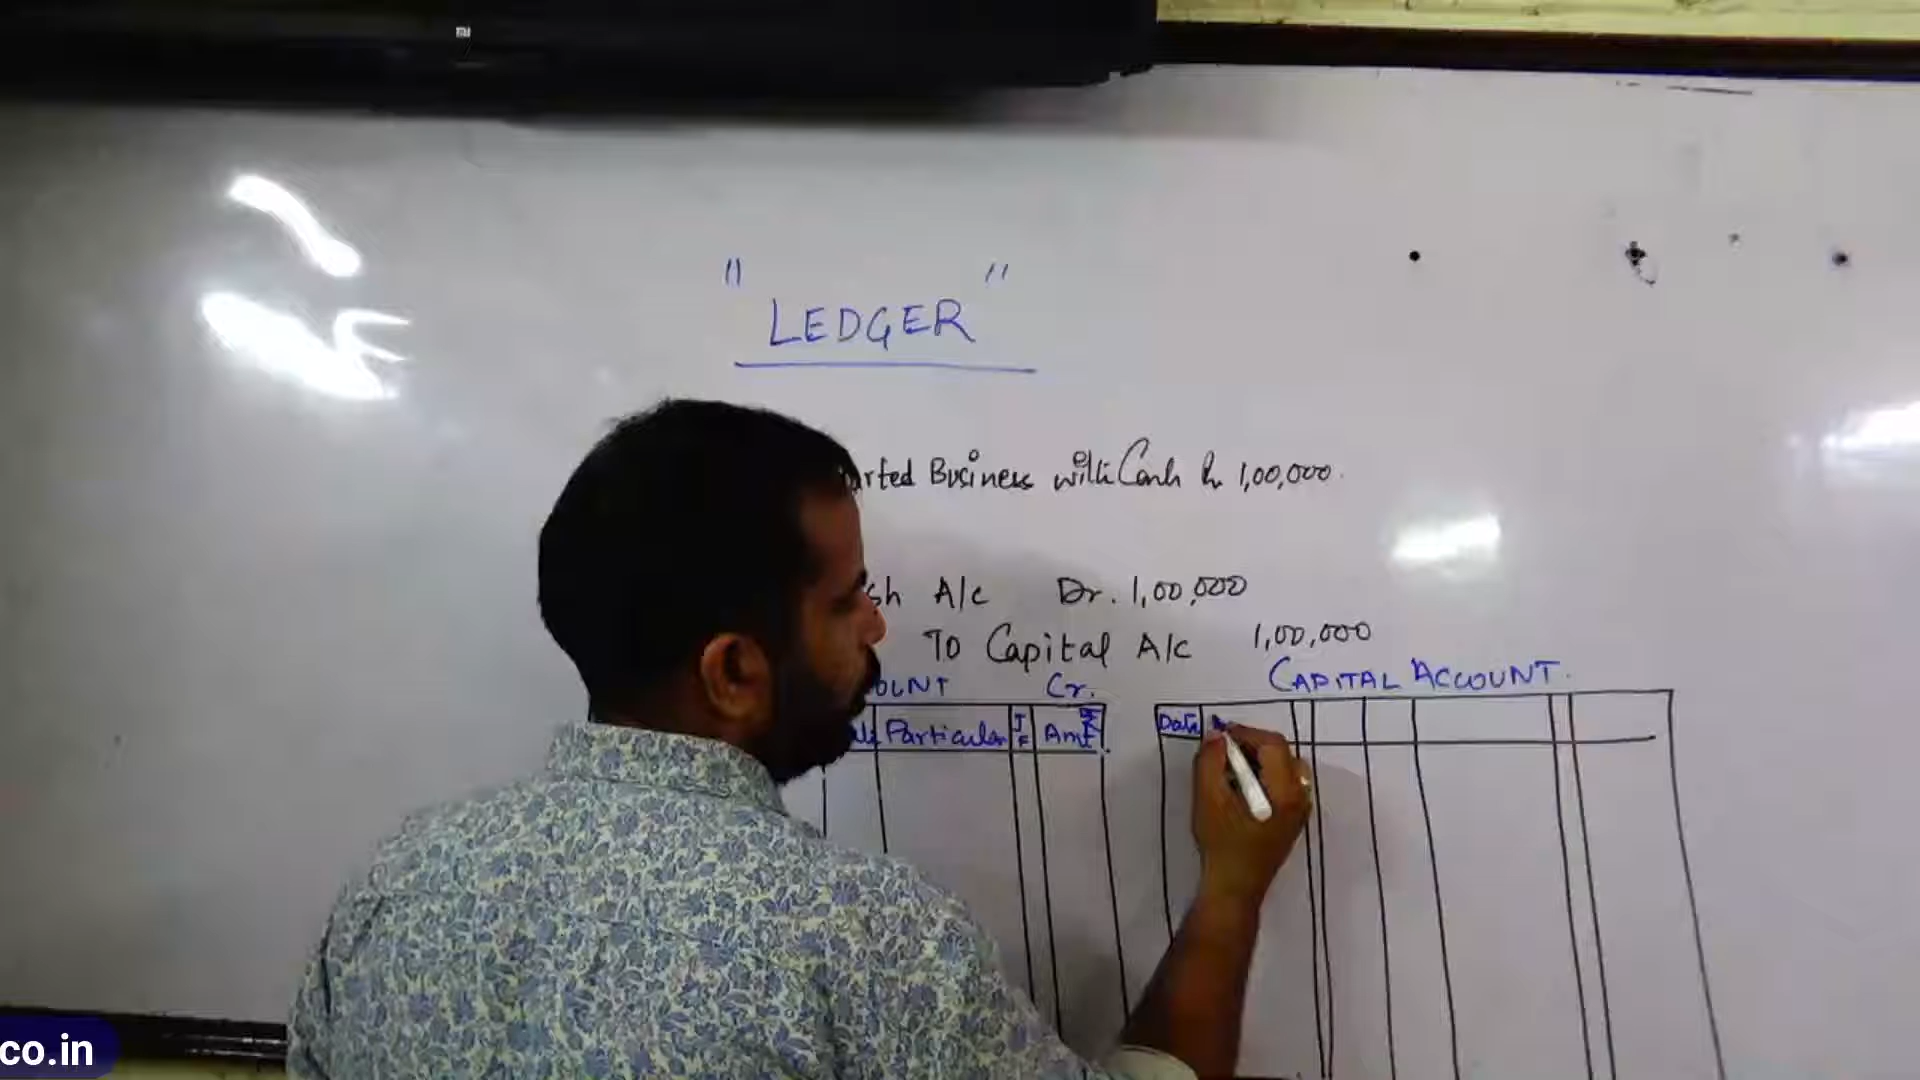 " LEDGER "
arted Business with Cash Rs 1,00,000.
sh A/c Dr. 1,00,000
To Capital A/c 1,00,000
OUNT Cr.
CAPITAL ACCOUNT.
Particular J F Amt
Date
co.in